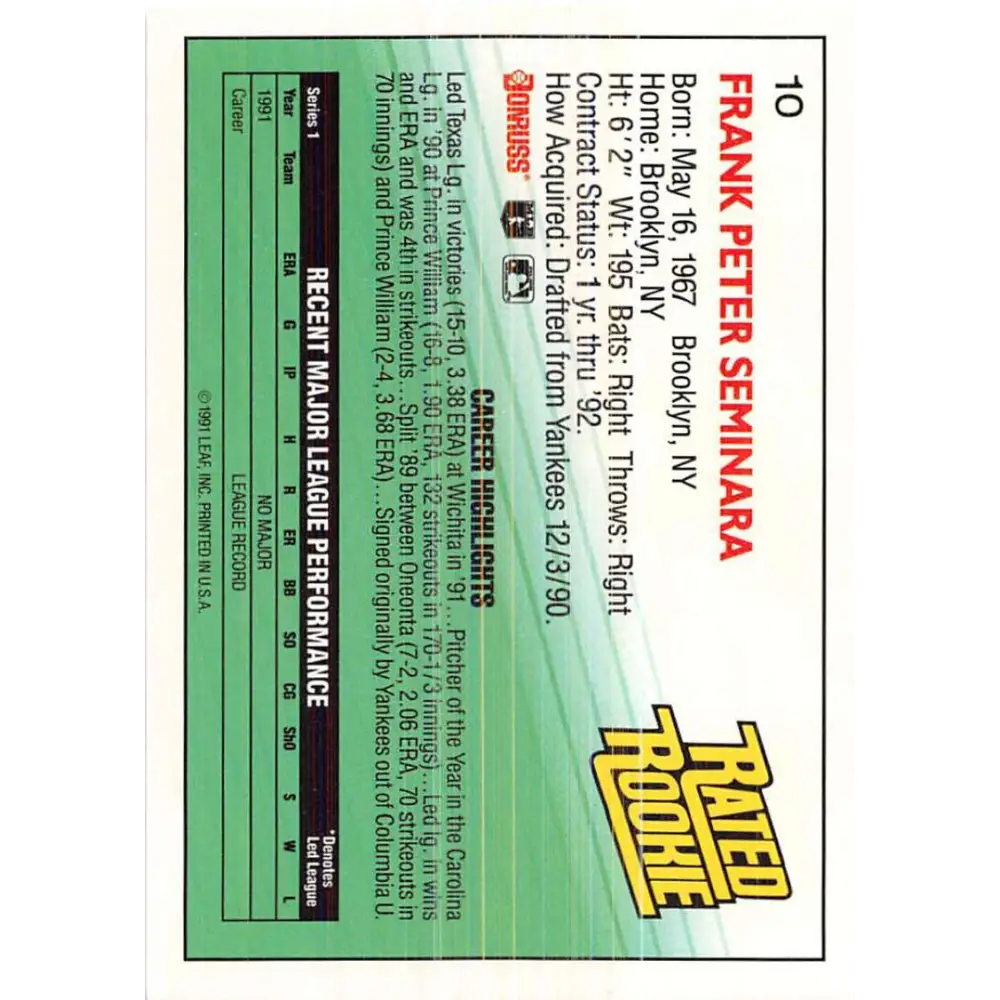 10
FRANK PETER SEMINARA
Born: May 16, 1967 Brooklyn, NY
Home: Brooklyn, NY
Ht: 6'2" Wt: 195 Bats: Right Throws: Right
Contract Status: 1 yr. thru '92.
How Acquired: Drafted from Yankees 12/3/90.
RATED
ROOKIE
DONRUSS
CAREER HIGHLIGHTS
Led Texas Lg. in victories (15-10, 3.38 ERA) at Wichita in '91...Pitcher of the Year in the Carolina
Lg. in '90 at Prince William (16-8, 1.90 ERA, 132 strikeouts in 170-1/3 innings)...Led lg. in wins
and ERA and was 4th in strikeouts...Split '89 between Oneonta (7-2, 2.06 ERA, 70 strikeouts in
70 innings) and Prince William (2-4, 3.68 ERA)...Signed originally by Yankees out of Columbia U.
Series 1 RECENT MAJOR LEAGUE PERFORMANCE *Denotes
Led League
Year Team ERA G IP H R ER BB SO CG ShO S W L
1991 NO MAJOR
Career LEAGUE RECORD
© 1991 LEAF, INC. PRINTED IN U.S.A.